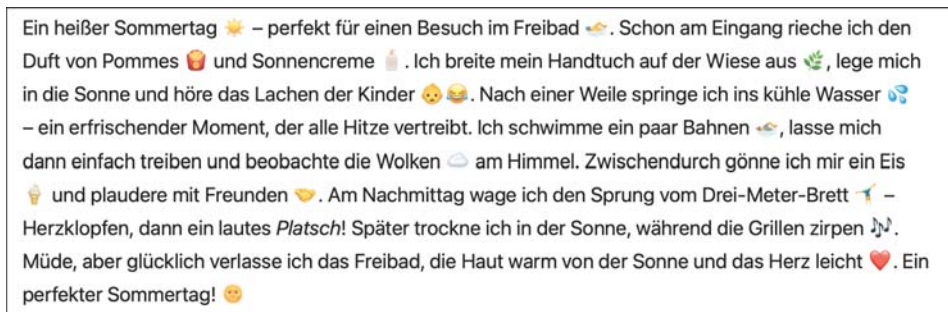 Ein heißer Sommertag ☀️ – perfekt für einen Besuch im Freibad 🏊. Schon am Eingang rieche ich den
Duft von Pommes 🍟 und Sonnencreme 🧴. Ich breite mein Handtuch auf der Wiese aus 🌿, lege mich
in die Sonne und höre das Lachen der Kinder 👶😂. Nach einer Weile springe ich ins kühle Wasser 💦
– ein erfrischender Moment, der alle Hitze vertreibt. Ich schwimme ein paar Bahnen 🏊, lasse mich
dann einfach treiben und beobachte die Wolken ☁️ am Himmel. Zwischendurch gönne ich mir ein Eis
🍦 und plaudere mit Freunden 🤝. Am Nachmittag wage ich den Sprung vom Drei-Meter-Brett 🤸 –
Herzklopfen, dann ein lautes Platsch! Später trockne ich in der Sonne, während die Grillen zirpen 🎶.
Müde, aber glücklich verlasse ich das Freibad, die Haut warm von der Sonne und das Herz leicht ❤️. Ein
perfekter Sommertag! 🌞